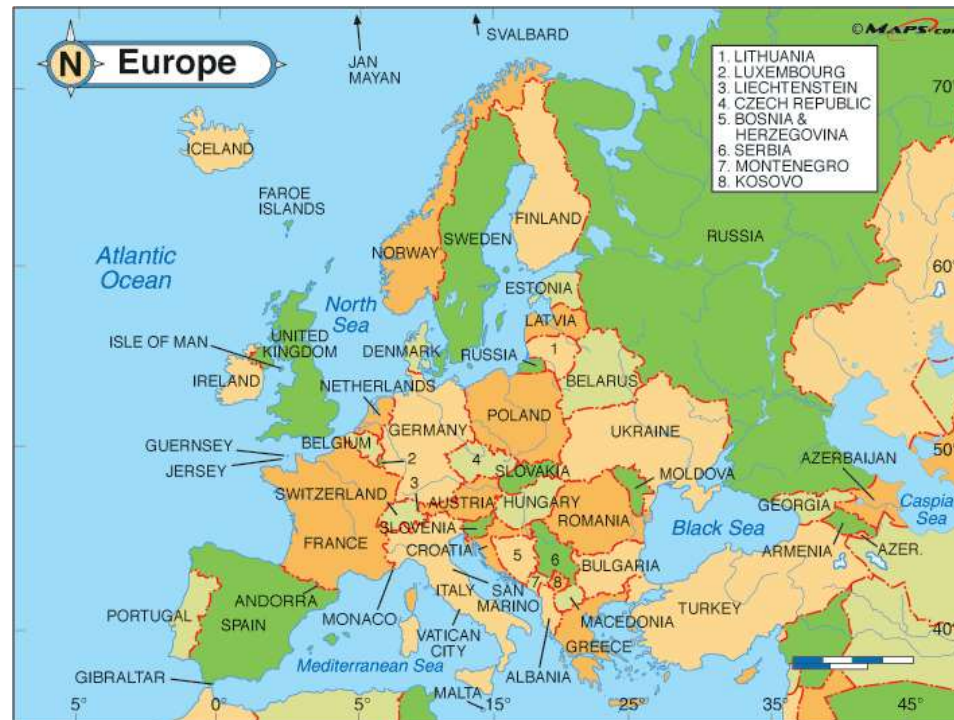 N
Europe
JAN
MAYAN
SVALBARD
©MAPS.com
1. LITHUANIA
2. LUXEMBOURG
3. LIECHTENSTEIN
4. CZECH REPUBLIC
5. BOSNIA &
HERZEGOVINA
6. SERBIA
7. MONTENEGRO
8. KOSOVO
70°
ICELAND
FAROE
ISLANDS
FINLAND
NORWAY
SWEDEN
RUSSIA
Atlantic
Ocean
60°
ESTONIA
North
Sea
LATVIA
ISLE OF MAN
UNITED
KINGDOM
DENMARK
RUSSIA
1
IRELAND
NETHERLANDS
BELARUS
POLAND
GERMANY
UKRAINE
GUERNSEY
JERSEY
BELGIUM
2
4
SLOVAKIA
MOLDOVA
AZERBAIJAN
50°
SWITZERLAND
3
AUSTRIA
HUNGARY
GEORGIA
Caspia
Sea
SLOVENIA
ROMANIA
Black Sea
FRANCE
CROATIA
5
6
ARMENIA
AZER.
BULGARIA
PORTUGAL
ANDORRA
SPAIN
MONACO
ITALY
SAN
MARINO
7
8
TURKEY
MACEDONIA
VATICAN
CITY
GREECE
40°
Mediterranean Sea
ALBANIA
GIBRALTAR
MALTA
5°
5°
15°
25°
35°
45°